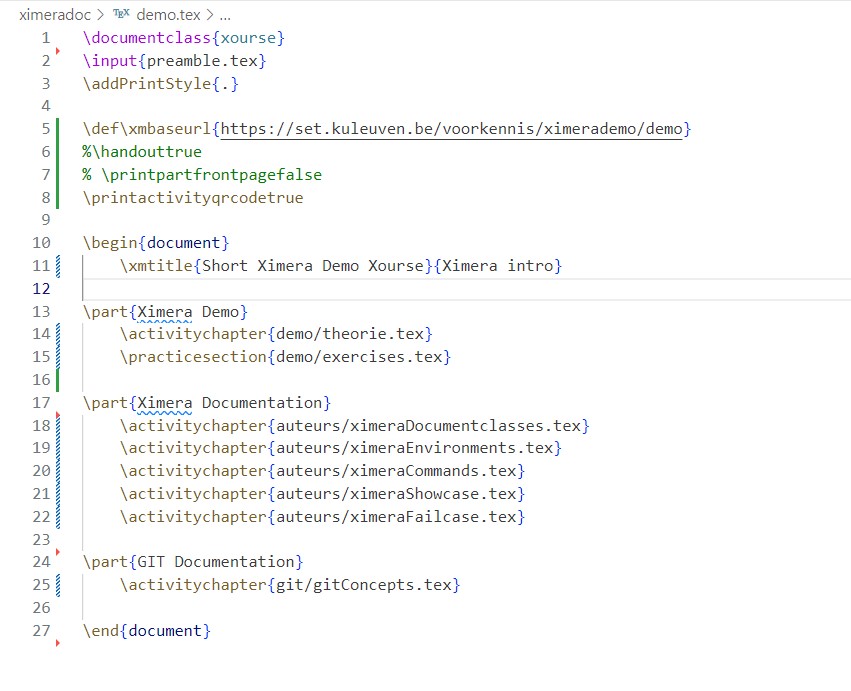 ximeradoc > TEX demo.tex > ...
1 \documentclass{xourse}
2 \input{preamble.tex}
3 \addPrintStyle{.}
4
5 \def\xmbaseurl{https://set.kuleuven.be/voorkennis/ximerademo/demo}
6 %\handouttrue
7 % \printpartfrontpagefalse
8 \printactivityqrcodetrue
9
10 \begin{document}
11 \xmtitle{Short Ximera Demo Xourse}{Ximera intro}
12
13 \part{Ximera Demo}
14 \activitychapter{demo/theorie.tex}
15 \practicesection{demo/exercises.tex}
16
17 \part{Ximera Documentation}
18 \activitychapter{auteurs/ximeraDocumentclasses.tex}
19 \activitychapter{auteurs/ximeraEnvironments.tex}
20 \activitychapter{auteurs/ximeraCommands.tex}
21 \activitychapter{auteurs/ximeraShowcase.tex}
22 \activitychapter{auteurs/ximeraFailcase.tex}
23
24 \part{GIT Documentation}
25 \activitychapter{git/gitConcepts.tex}
26
27 \end{document}